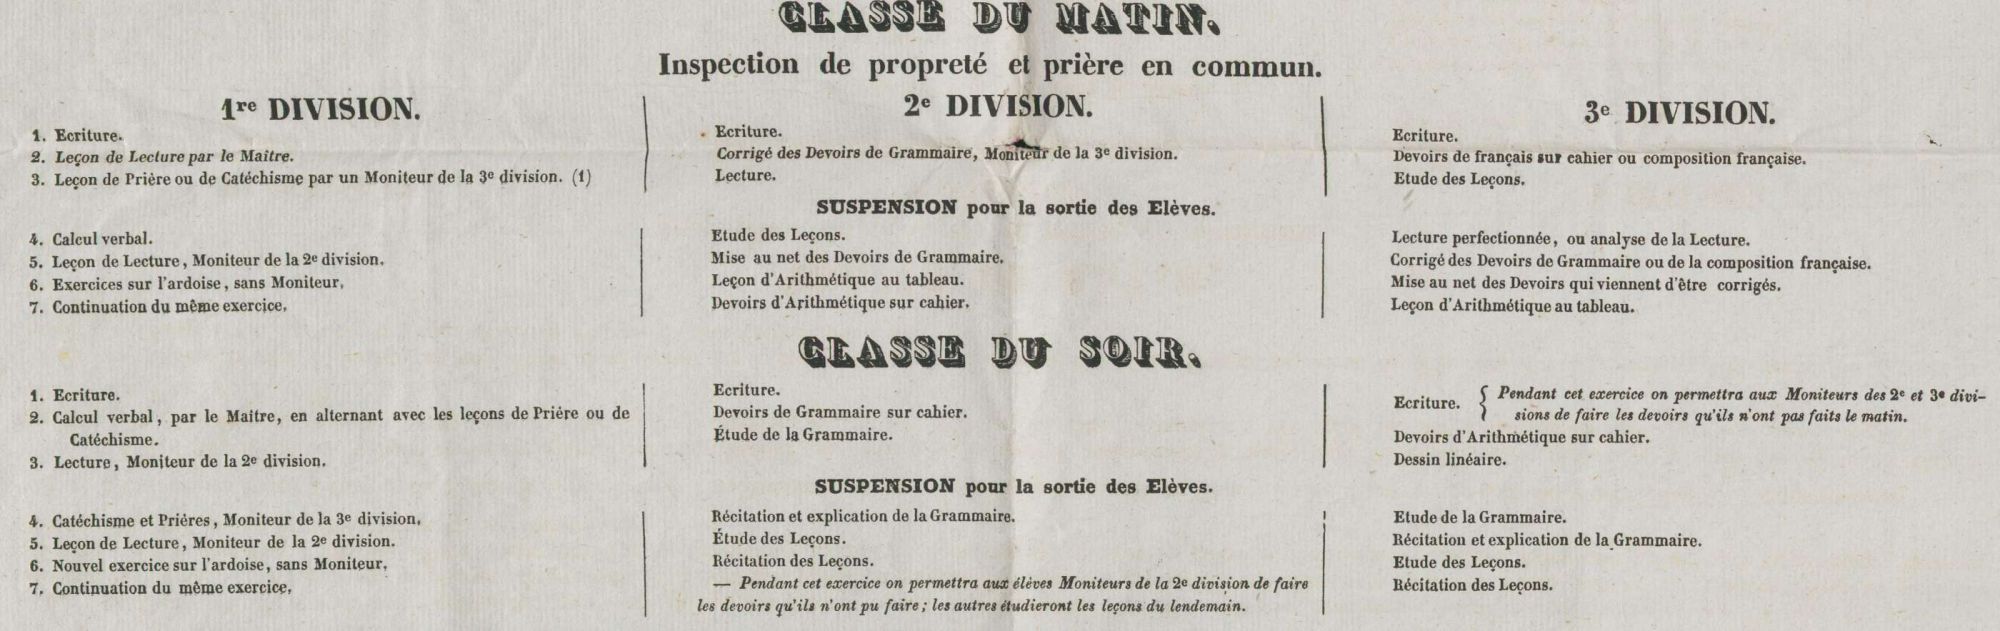 CLASSE DU MATIN.
Inspection de propreté et prière en commun.
1re DIVISION.
1. Ecriture.
2. Leçon de Lecture par le Maître.
3. Leçon de Prière ou de Catéchisme par un Moniteur de la 3e division. (1)
2e DIVISION.
Ecriture.
Corrigé des Devoirs de Grammaire, Moniteur de la 3e division.
Lecture.
3e DIVISION.
Ecriture.
Devoirs de français sur cahier ou composition française.
Etude des Leçons.
SUSPENSION pour la sortie des Elèves.
4. Calcul verbal.
5. Leçon de Lecture, Moniteur de la 2e division.
6. Exercices sur l'ardoise, sans Moniteur.
7. Continuation du même exercice.
Etude des Leçons.
Mise au net des Devoirs de Grammaire.
Leçon d'Arithmétique au tableau.
Devoirs d'Arithmétique sur cahier.
Lecture perfectionnée, ou analyse de la Lecture.
Corrigé des Devoirs de Grammaire ou de la composition française.
Mise au net des Devoirs qui viennent d'être corrigés.
Leçon d'Arithmétique au tableau.
CLASSE DU SOIR.
1. Ecriture.
2. Calcul verbal, par le Maitre, en alternant avec les leçons de Prière ou de
Catéchisme.
3. Lecture, Moniteur de la 2e division.
Ecriture.
Devoirs de Grammaire sur cahier.
Étude de la Grammaire.
Ecriture. { Pendant cet exercice on permettra aux Moniteurs des 2e et 3e divi-
sions de faire les devoirs qu'ils n'ont pas faits le matin.
Devoirs d'Arithmétique sur cahier.
Dessin linéaire.
SUSPENSION pour la sortie des Elèves.
4. Catéchisme et Prières, Moniteur de la 3e division.
5. Leçon de Lecture, Moniteur de la 2e division.
6. Nouvel exercice sur l'ardoise, sans Moniteur.
7. Continuation du même exercice.
Récitation et explication de la Grammaire.
Étude des Leçons.
Récitation des Leçons.
— Pendant cet exercice on permettra aux élèves Moniteurs de la 2e division de faire
les devoirs qu'ils n'ont pu faire; les autres étudieront les leçons du lendemain.
Etude de la Grammaire.
Récitation et explication de la Grammaire.
Etude des Leçons.
Récitation des Leçons.